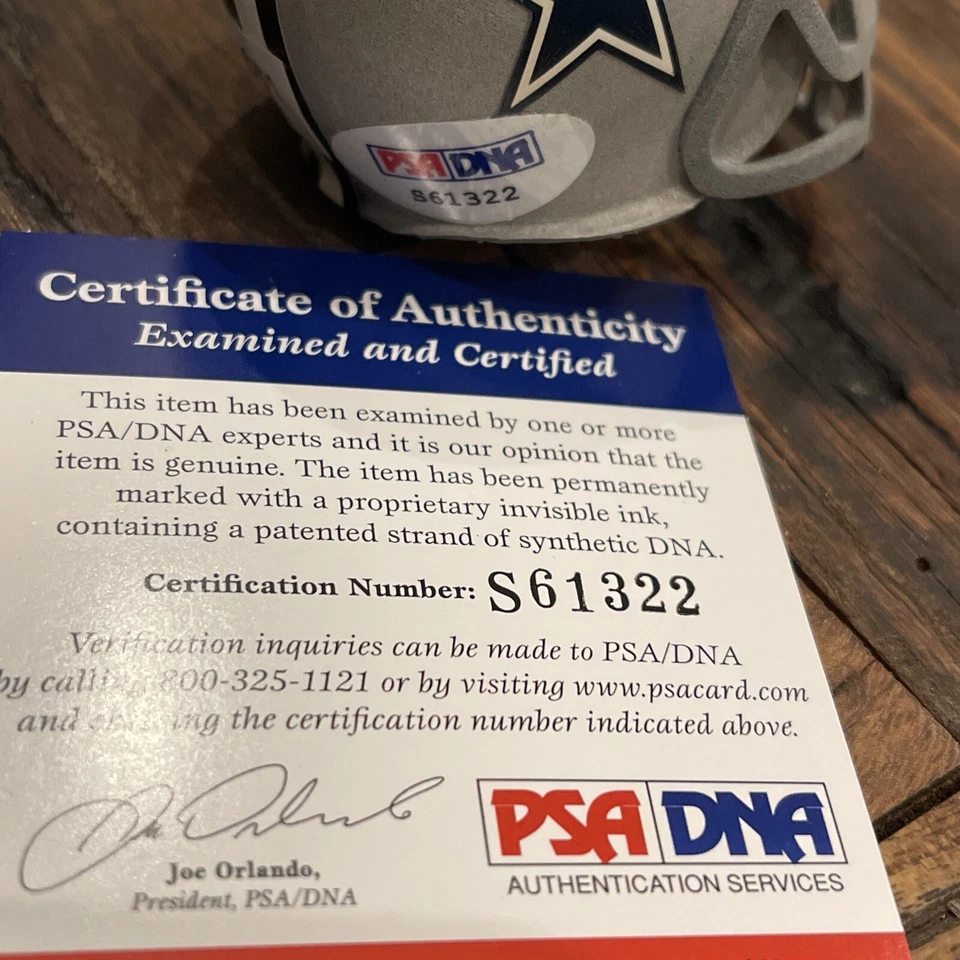 PSA DNA
S61322
Certificate of Authenticity
Examined and Certified
This item has been examined by one or more
PSA/DNA experts and it is our opinion that the
item is genuine. The item has been permanently
marked with a proprietary invisible ink,
containing a patented strand of synthetic DNA.
Certification Number: S61322
Verification inquiries can be made to PSA/DNA
by calling 800-325-1121 or by visiting www.psacard.com
and the certification number indicated above.
Joe Orlando,
President, PSA/DNA
PSA DNA
AUTHENTICATION SERVICES